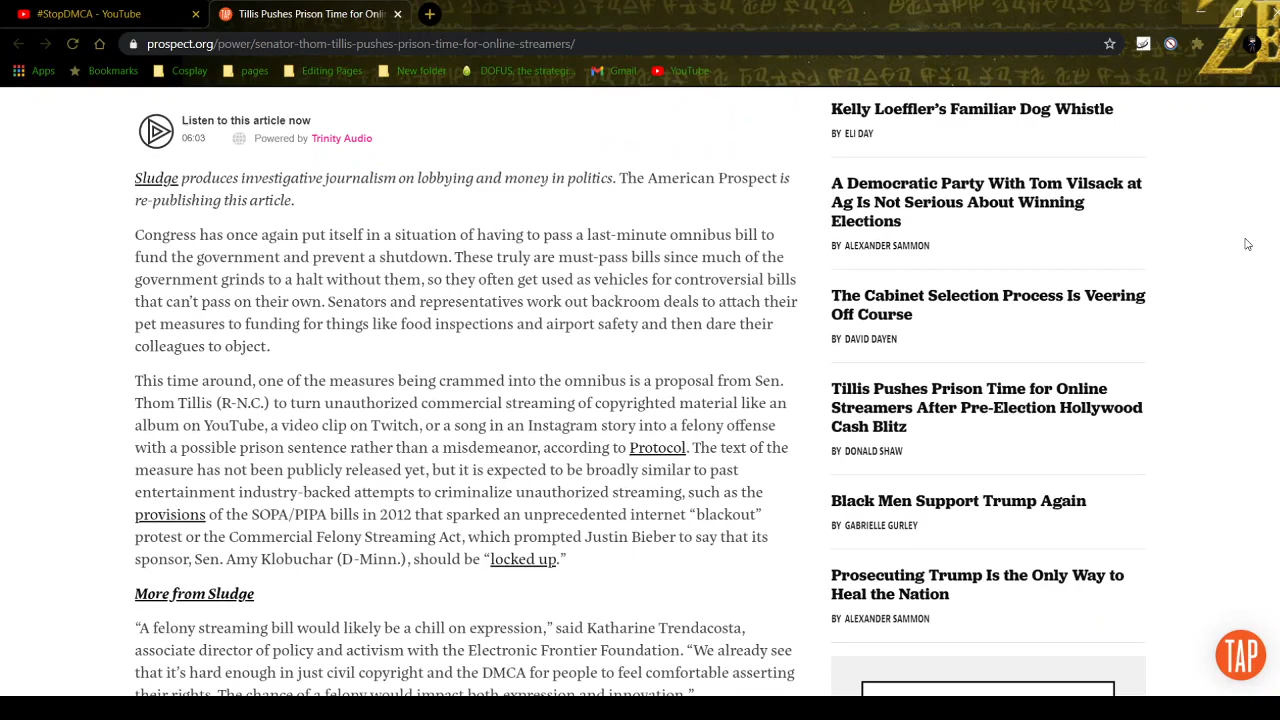 #StopDMCA - YouTube
Tillis Pushes Prison Time for Onli
prospect.org/power/senator-thom-tillis-pushes-prison-time-for-online-streamers/
Apps Bookmarks Cosplay pages Editing Pages New folder DOFUS, the strateg... Gmail YouTube
Listen to this article now
06:03 Powered by Trinity Audio
Sludge produces investigative journalism on lobbying and money in politics. The American Prospect is
re-publishing this article.
Congress has once again put itself in a situation of having to pass a last-minute omnibus bill to
fund the government and prevent a shutdown. These truly are must-pass bills since much of the
government grinds to a halt without them, so they often get used as vehicles for controversial bills
that can’t pass on their own. Senators and representatives work out backroom deals to attach their
pet measures to funding for things like food inspections and airport safety and then dare their
colleagues to object.
This time around, one of the measures being crammed into the omnibus is a proposal from Sen.
Thom Tillis (R-N.C.) to turn unauthorized commercial streaming of copyrighted material like an
album on YouTube, a video clip on Twitch, or a song in an Instagram story into a felony offense
with a possible prison sentence rather than a misdemeanor, according to Protocol. The text of the
measure has not been publicly released yet, but it is expected to be broadly similar to past
entertainment industry-backed attempts to criminalize unauthorized streaming, such as the
provisions of the SOPA/PIPA bills in 2012 that sparked an unprecedented internet “blackout”
protest or the Commercial Felony Streaming Act, which prompted Justin Bieber to say that its
sponsor, Sen. Amy Klobuchar (D-Minn.), should be “locked up.”
More from Sludge
“A felony streaming bill would likely be a chill on expression,” said Katharine Trendacosta,
associate director of policy and activism with the Electronic Frontier Foundation. “We already see
that it’s hard enough in just civil copyright and the DMCA for people to feel comfortable asserting
their rights. The chance of a felony would impact both expression and innovation.”
Kelly Loeffler’s Familiar Dog Whistle
BY ELI DAY
A Democratic Party With Tom Vilsack at
Ag Is Not Serious About Winning
Elections
BY ALEXANDER SAMMON
The Cabinet Selection Process Is Veering
Off Course
BY DAVID DAYEN
Tillis Pushes Prison Time for Online
Streamers After Pre-Election Hollywood
Cash Blitz
BY DONALD SHAW
Black Men Support Trump Again
BY GABRIELLE GURLEY
Prosecuting Trump Is the Only Way to
Heal the Nation
BY ALEXANDER SAMMON
TAP